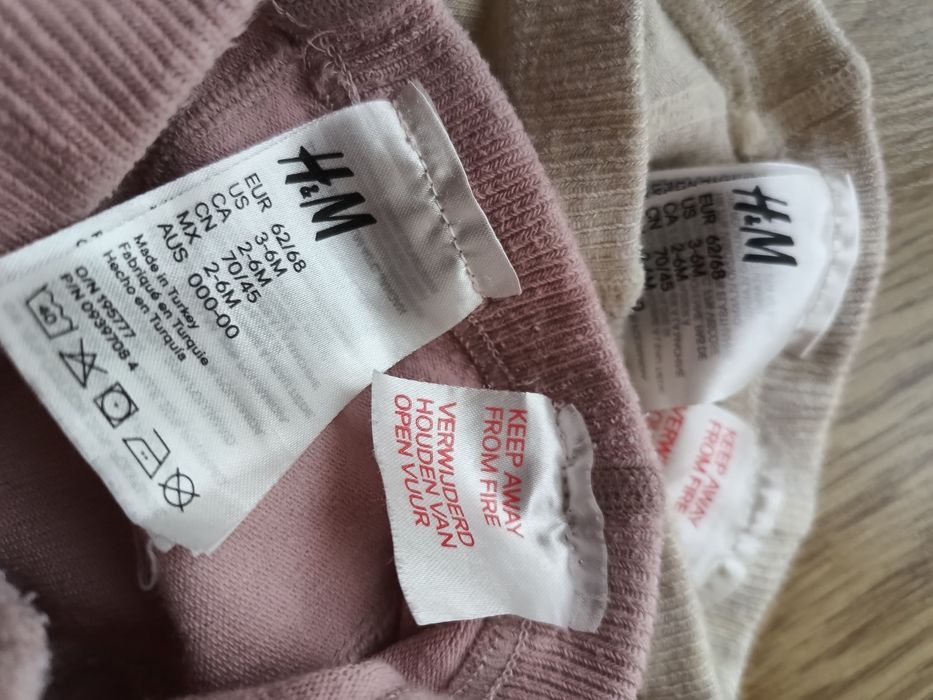 H&M
EUR 62/68
US 3-6M
CA 2-6M
CN 70/45
MX 2-6M
AUS 000-00
Made in Turkey
Fabriqué en Turquie
Hecho en Turquía
O/N 195777
P/N 0939708 4
40
KEEP AWAY
FROM FIRE
VERWIJDERD
HOUDEN VAN
OPEN VUUR
H&M
EUR 62/68
US 3-6M
CA 2-6M
CN 70/45
KEEP AWAY
FROM FIRE